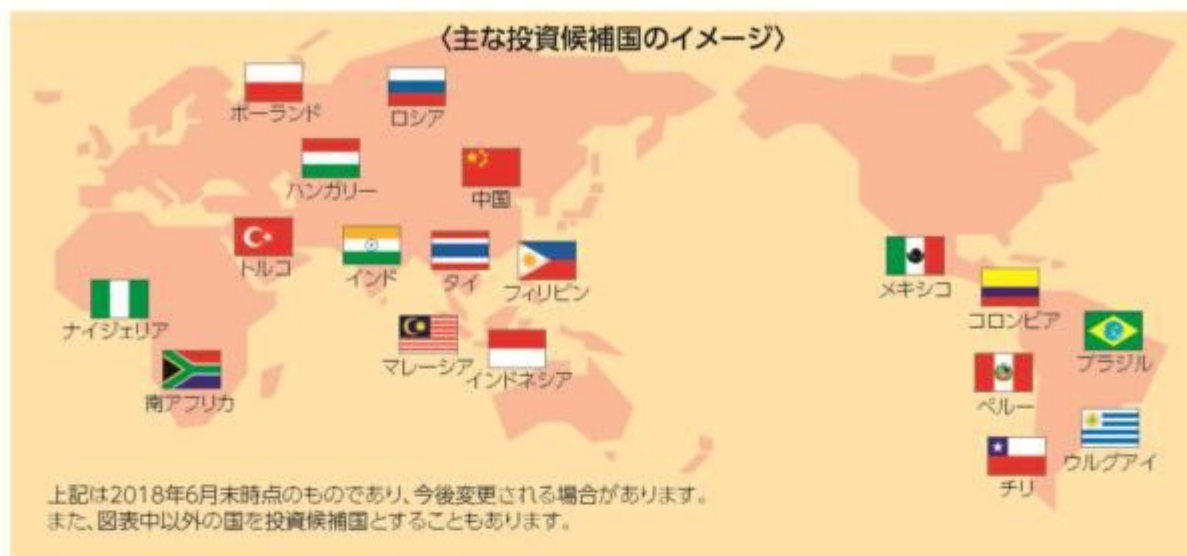 〈主な投資候補国のイメージ〉
ポーランド
ロシア
ハンガリー
中国
トルコ
インド
タイ
フィリピン
メキシコ
コロンビア
ナイジェリア
ブラジル
マレーシア
インドネシア
ペルー
南アフリカ
ウルグアイ
チリ
上記は2018年6月末時点のものであり、今後変更される場合があります。
また、図表中以外の国を投資候補国とすることもあります。